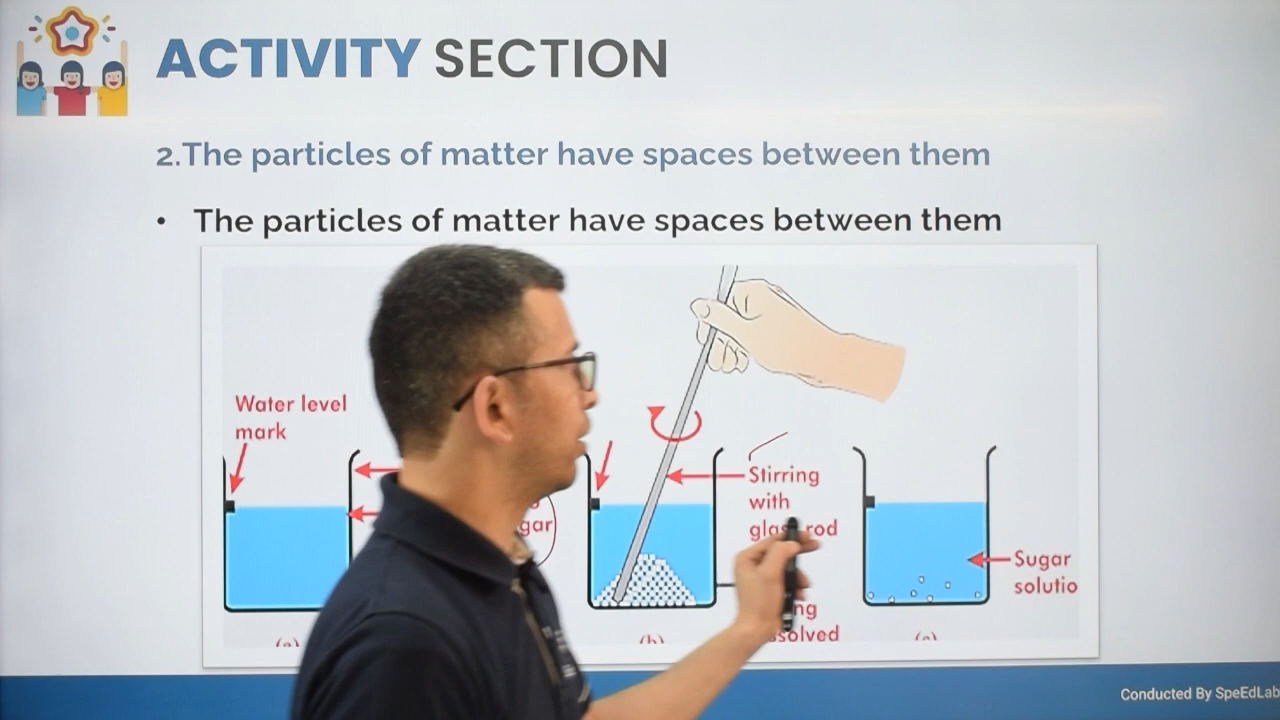 ACTIVITY SECTION
2.The particles of matter have spaces between them
• The particles of matter have spaces between them
Water level
mark
Stirring
with
rod
Sugar
solutio
(b)
Conducted By SpeEdLab